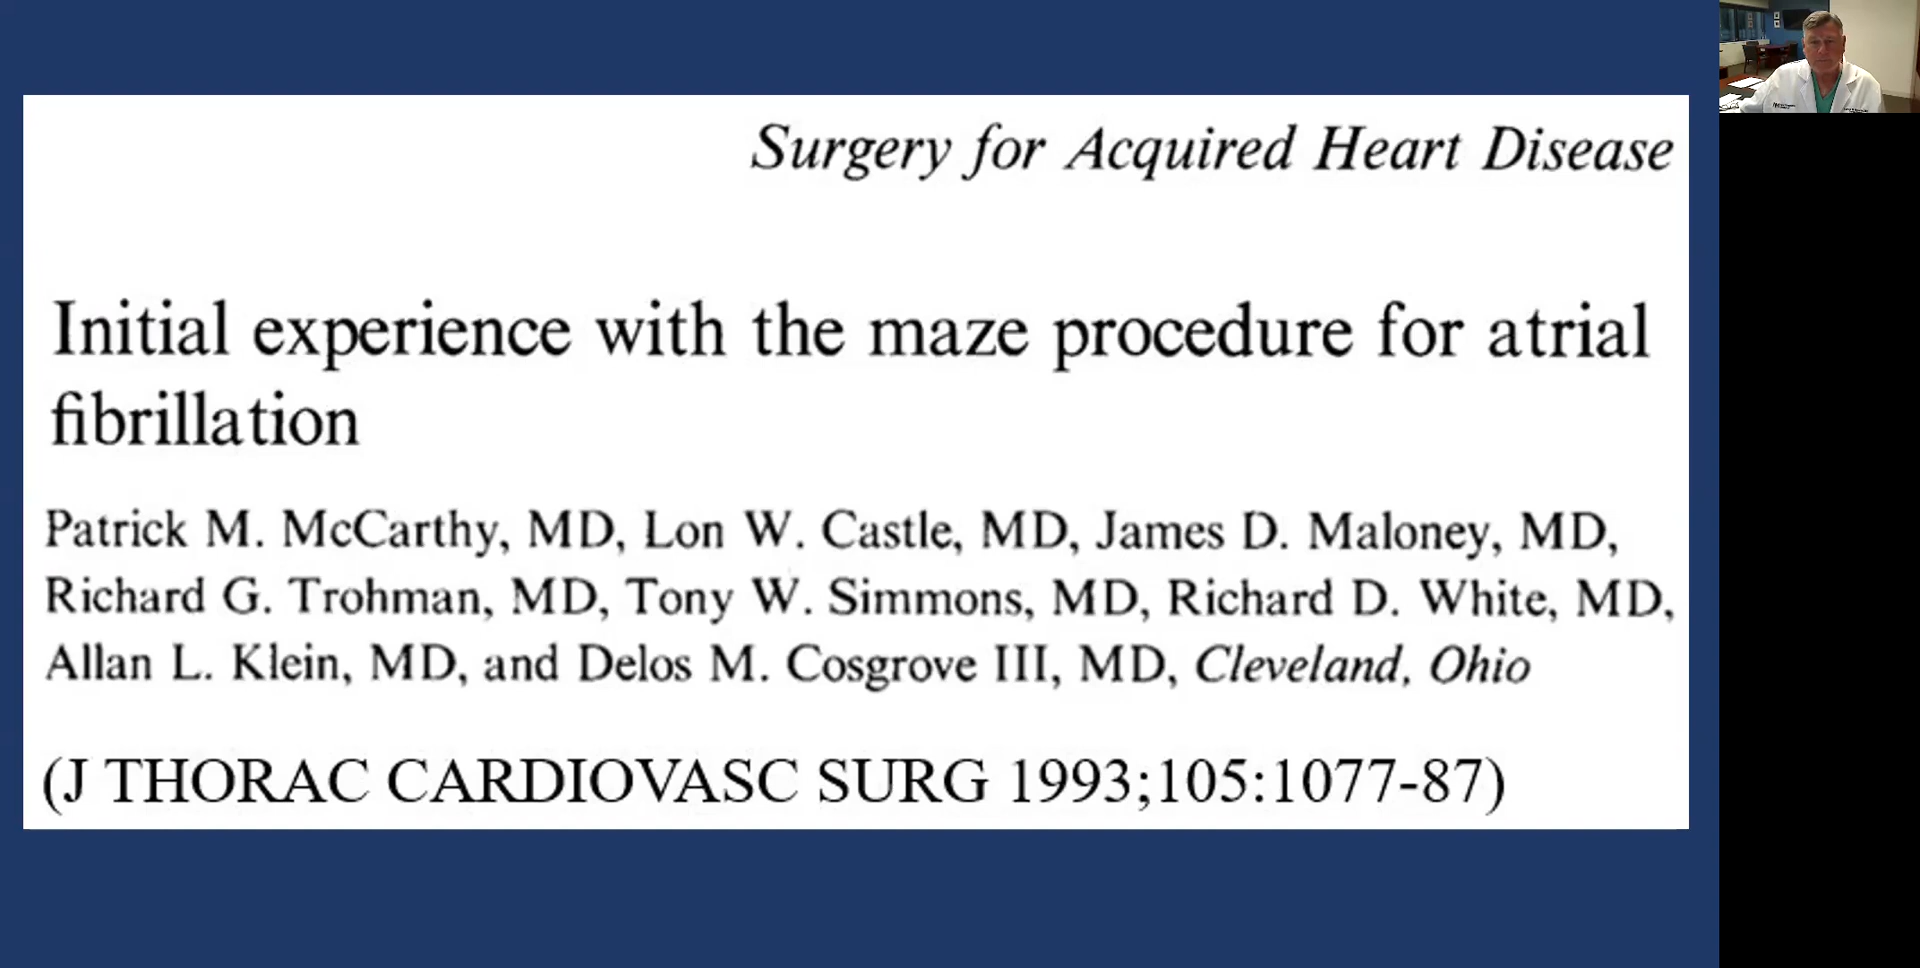 Surgery for Acquired Heart Disease
Initial experience with the maze procedure for atrial
fibrillation
Patrick M. McCarthy, MD, Lon W. Castle, MD, James D. Maloney, MD,
Richard G. Trohman, MD, Tony W. Simmons, MD, Richard D. White, MD,
Allan L. Klein, MD, and Delos M. Cosgrove III, MD, Cleveland, Ohio
(J THORAC CARDIOVASC SURG 1993;105:1077-87)